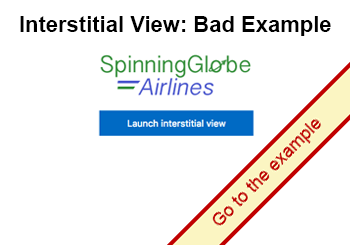 Interstitial View: Bad Example
SpinningGlobe
Airlines
Launch interstitial view
Go to the example